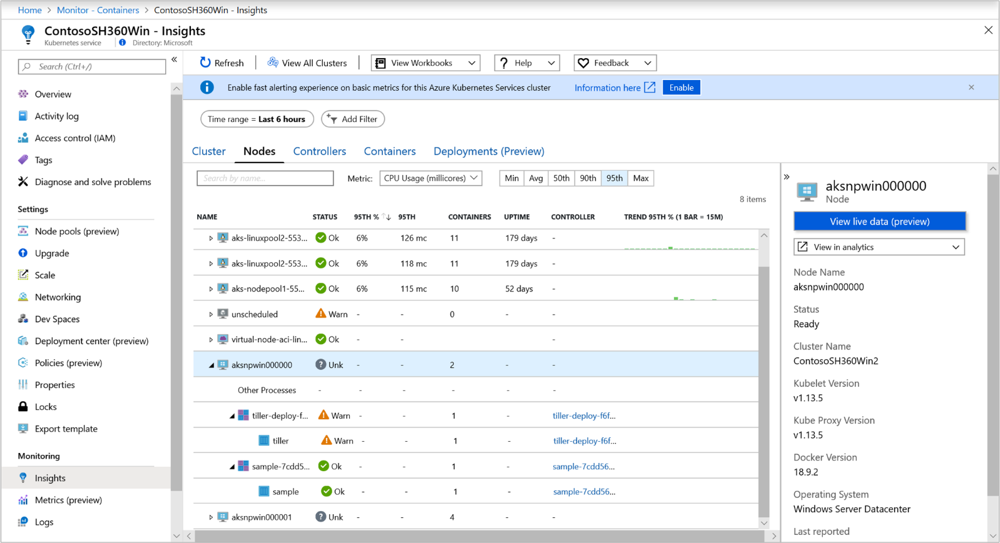 Home > Monitor - Containers > ContosoSH360Win - Insights
ContosoSH360Win - Insights
Kubernetes service
Directory: Microsoft
Search (Ctrl+/)
Overview
Activity log
Access control (IAM)
Tags
Diagnose and solve problems
Settings
Node pools (preview)
Upgrade
Scale
Networking
Dev Spaces
Deployment center (preview)
Policies (preview)
Properties
Locks
Export template
Monitoring
Insights
Metrics (preview)
Logs
Refresh View All Clusters View Workbooks Help Feedback
Enable fast alerting experience on basic metrics for this Azure Kubernetes Services cluster Information here Enable
Time range = Last 6 hours Add Filter
Cluster Nodes Controllers Containers Deployments (Preview)
Search by name... Metric: CPU Usage (millicores) Min Avg 50th 90th 95th Max
8 items
NAME STATUS 95TH % ↑↓ 95TH CONTAINERS UPTIME CONTROLLER TREND 95TH % (1 BAR = 15M)
aks-linuxpool2-553... Ok 6% 126 mc 11 179 days -
aks-linuxpool2-553... Ok 6% 118 mc 11 179 days -
aks-nodepool1-55... Ok 6% 115 mc 10 52 days -
unscheduled Warn - - 0 - -
virtual-node-aci-lin... Ok - - -
aksnpwin000000 Unk - - 2 - -
Other Processes - - - - - -
tiller-deploy-f... Warn - - 1 - tiller-deploy-f6f...
tiller Warn - - 1 - tiller-deploy-f6f...
sample-7cdd5... Ok - - 1 - sample-7cdd56...
sample Ok - - 1 - sample-7cdd56...
aksnpwin000001 Unk - - 4 - -
aksnpwin000000
Node
View live data (preview)
View in analytics
Node Name
aksnpwin000000
Status
Ready
Cluster Name
ContosoSH360Win2
Kubelet Version
v1.13.5
Kube Proxy Version
v1.13.5
Docker Version
18.9.2
Operating System
Windows Server Datacenter
Last reported